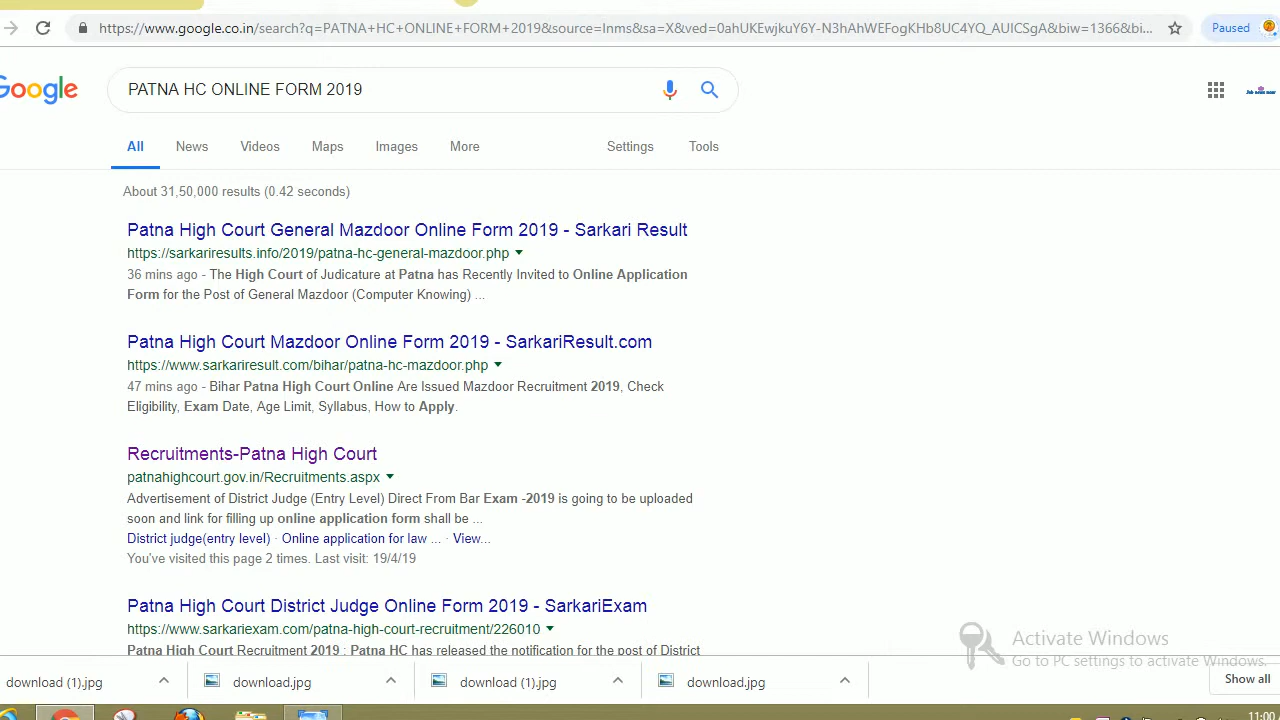 https://www.google.co.in/search?q=PATNA+HC+ONLINE+FORM+2019&source=lnms&sa=X&ved=0ahUKEwjkuY6Y-N3hAhWEFogKHb8UC4YQ_AUICSgA&biw=1366&bi... Paused
Google PATNA HC ONLINE FORM 2019
All News Videos Maps Images More Settings Tools
About 31,50,000 results (0.42 seconds)
Patna High Court General Mazdoor Online Form 2019 - Sarkari Result
https://sarkariresults.info/2019/patna-hc-general-mazdoor.php
36 mins ago - The High Court of Judicature at Patna has Recently Invited to Online Application
Form for the Post of General Mazdoor (Computer Knowing) ...
Patna High Court Mazdoor Online Form 2019 - SarkariResult.com
https://www.sarkariresult.com/bihar/patna-hc-mazdoor.php
47 mins ago - Bihar Patna High Court Online Are Issued Mazdoor Recruitment 2019, Check
Eligibility, Exam Date, Age Limit, Syllabus, How to Apply.
Recruitments-Patna High Court
patnahighcourt.gov.in/Recruitments.aspx
Advertisement of District Judge (Entry Level) Direct From Bar Exam -2019 is going to be uploaded
soon and link for filling up online application form shall be ...
District judge(entry level) · Online application for law ... · View...
You've visited this page 2 times. Last visit: 19/4/19
Patna High Court District Judge Online Form 2019 - SarkariExam
https://www.sarkariexam.com/patna-high-court-recruitment/226010
Patna High Court Recruitment 2019 : Patna HC has released the notification for the post of District
Activate Windows
Go to PC settings to activate Windows.
download (1).jpg download.jpg download (1).jpg download.jpg Show all
11:00